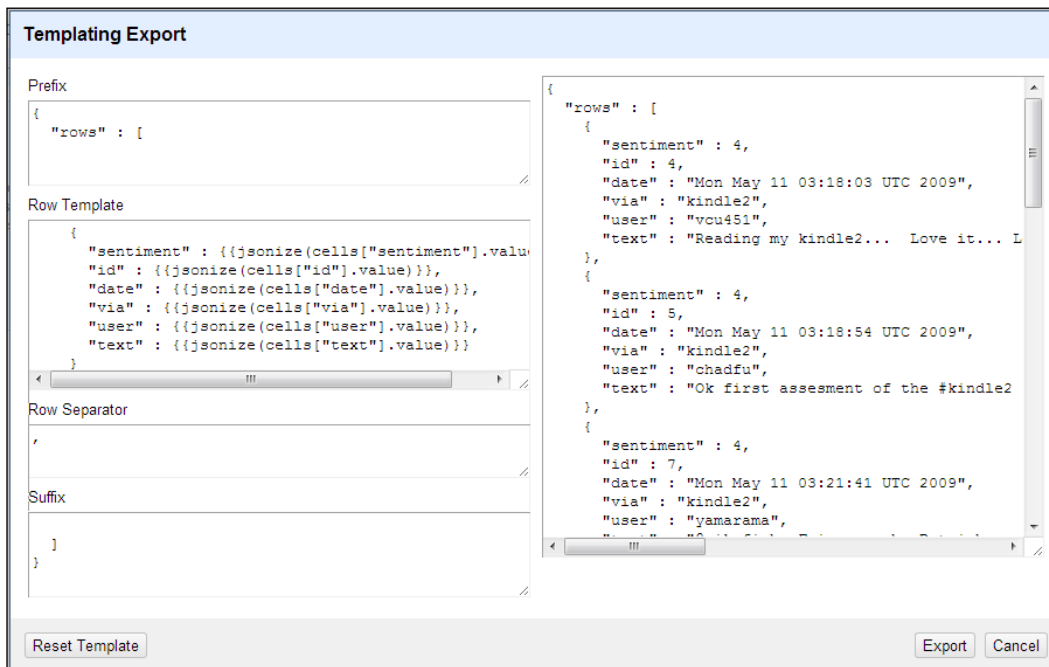 Templating Export
Prefix
{
"rows" : [
Row Template
{
"sentiment" : {{jsonize(cells["sentiment"].valu
"id" : {{jsonize(cells["id"].value)}},
"date" : {{jsonize(cells["date"].value)}},
"via" : {{jsonize(cells["via"].value)}},
"user" : {{jsonize(cells["user"].value)}},
"text" : {{jsonize(cells["text"].value)}}
}
Row Separator
,
Suffix
]
}
{
"rows" : [
{
"sentiment" : 4,
"id" : 4,
"date" : "Mon May 11 03:18:03 UTC 2009",
"via" : "kindle2",
"user" : "vcu451",
"text" : "Reading my kindle2...  Love it... L
},
{
"sentiment" : 4,
"id" : 5,
"date" : "Mon May 11 03:18:54 UTC 2009",
"via" : "kindle2",
"user" : "chadfu",
"text" : "Ok first assesment of the #kindle2
},
{
"sentiment" : 4,
"id" : 7,
"date" : "Mon May 11 03:21:41 UTC 2009",
"via" : "kindle2",
"user" : "yamarama",
Reset Template
Export
Cancel